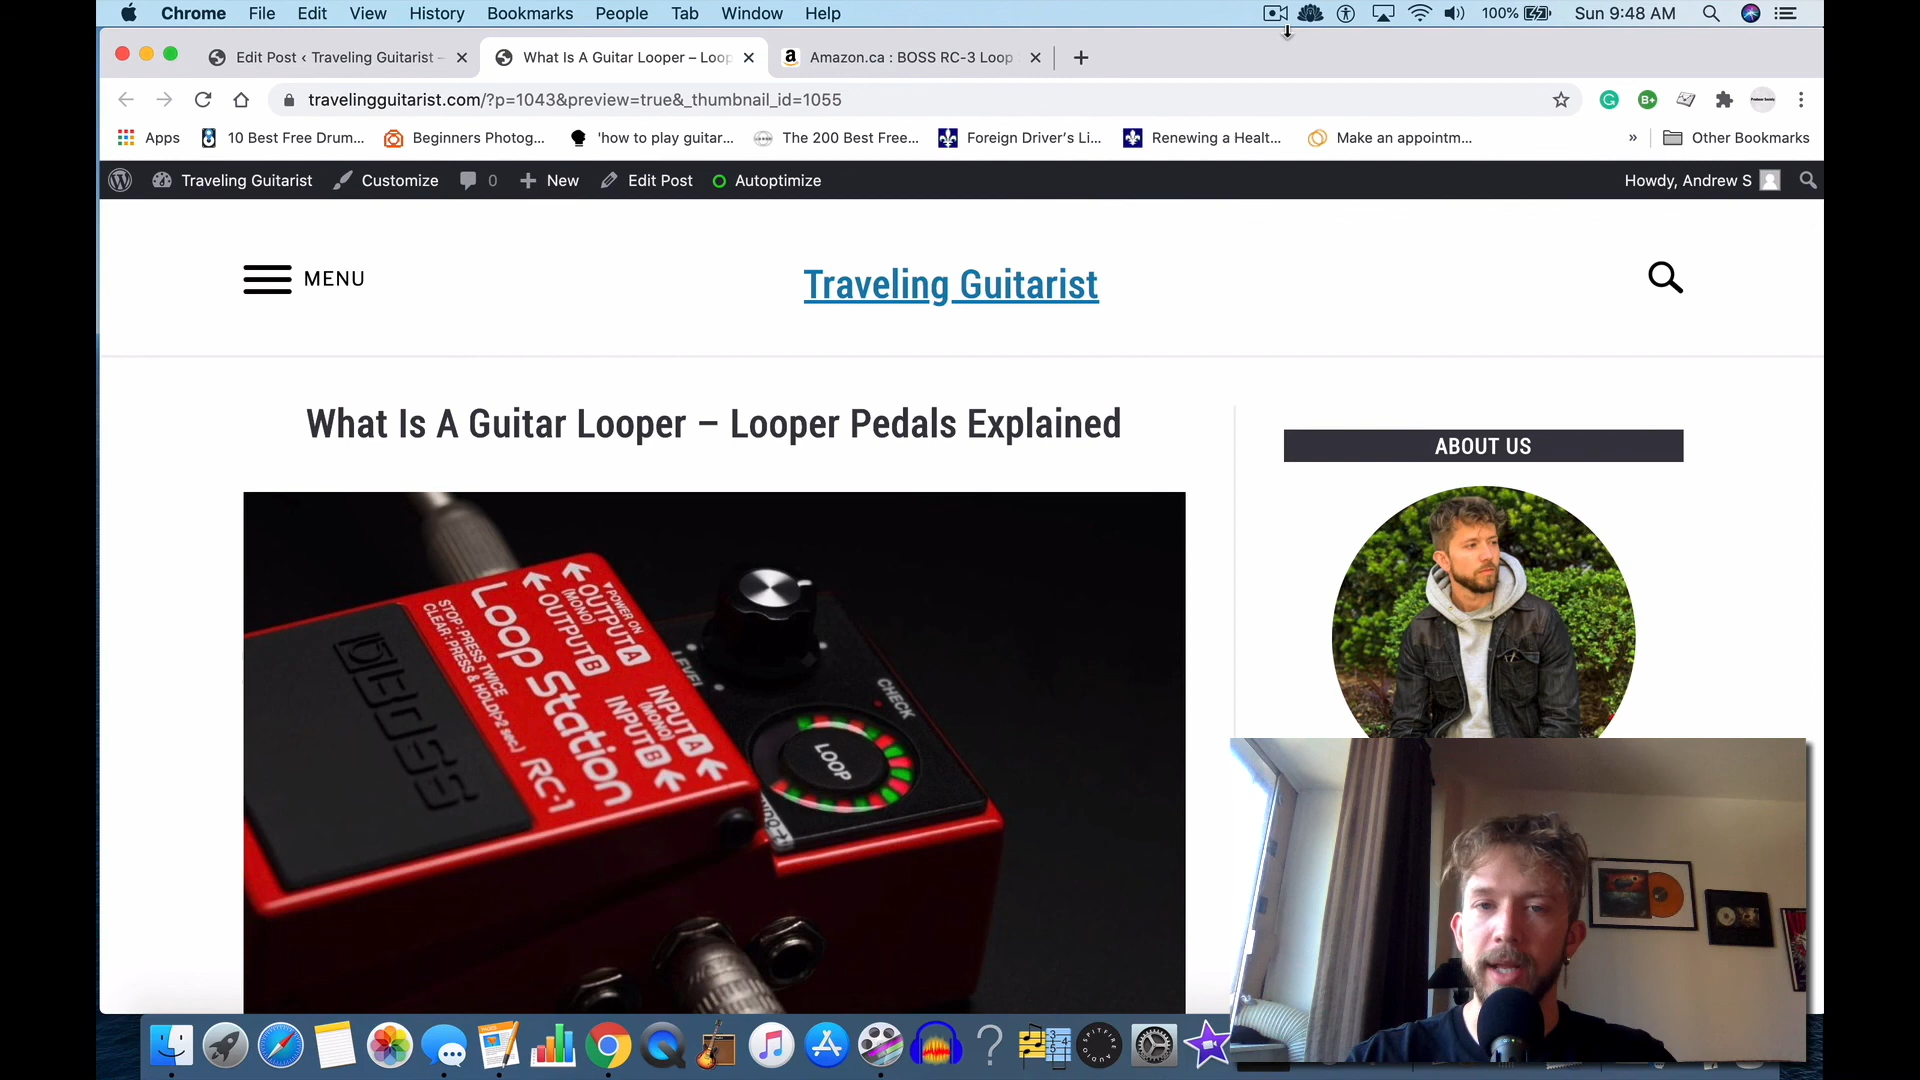 Chrome File Edit View History Bookmarks People Tab Window Help 100% Sun 9:48 AM
Edit Post ‹ Traveling Guitarist – What Is A Guitar Looper – Loop Amazon.ca : BOSS RC-3 Loop
travelingguitarist.com/?p=1043&preview=true&_thumbnail_id=1055
Apps 10 Best Free Drum... Beginners Photog... 'how to play guitar... The 200 Best Free... Foreign Driver's Li... Renewing a Healt... Make an appointm... » Other Bookmarks
Traveling Guitarist Customize 0 New Edit Post Autoptimize Howdy, Andrew S
MENU
Traveling Guitarist
What Is A Guitar Looper – Looper Pedals Explained
ABOUT US
POWER ON
OUTPUT A
(MONO)
OUTPUT B
INPUT A
(MONO)
INPUT B
Loop Station
STOP: PRESS TWICE
CLEAR: PRESS & HOLD(>2 sec.)
RC-1
BOSS
LEVEL
CHECK
LOOP